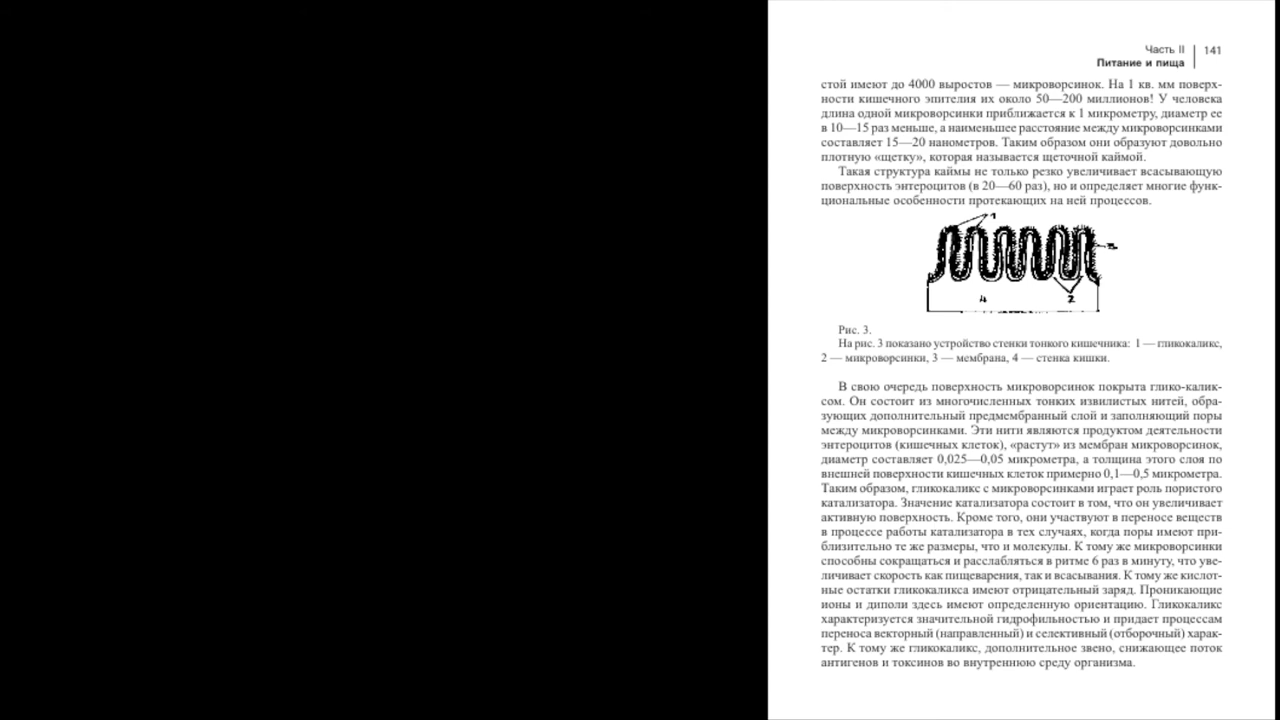 Часть II
141
Питание и пища
стой имеют до 4000 выростов — микроворсинок. На 1 кв. мм поверх-
ности кишечного эпителия их около 50—200 миллионов! У человека
длина одной микроворсинки приближается к 1 микрометру, диаметр ее
в 10—15 раз меньше, а наименьшее расстояние между микроворсинками
составляет 15—20 нанометров. Таким образом они образуют довольно
плотную «щетку», которая называется щеточной каймой.
Такая структура каймы не только резко увеличивает всасывающую
поверхность энтероцитов (в 20—60 раз), но и определяет многие функ-
циональные особенности протекающих на ней процессов.
1
3
4
2
Рис. 3.
На рис. 3 показано устройство стенки тонкого кишечника: 1 — гликокаликс,
2 — микроворсинки, 3 — мембрана, 4 — стенка кишки.
В свою очередь поверхность микроворсинок покрыта глико-калик-
сом. Он состоит из многочисленных тонких извилистых нитей, обра-
зующих дополнительный предмембранный слой и заполняющий поры
между микроворсинками. Эти нити являются продуктом деятельности
энтероцитов (кишечных клеток), «растут» из мембран микроворсинок,
диаметр составляет 0,025—0,05 микрометра, а толщина этого слоя по
внешней поверхности кишечных клеток примерно 0,1—0,5 микрометра.
Таким образом, гликокаликс с микроворсинками играет роль пористого
катализатора. Значение катализатора состоит в том, что он увеличивает
активную поверхность. Кроме того, они участвуют в переносе веществ
в процессе работы катализатора в тех случаях, когда поры имеют при-
близительно те же размеры, что и молекулы. К тому же микроворсинки
способны сокращаться и расслабляться в ритме 6 раз в минуту, что уве-
личивает скорость как пищеварения, так и всасывания. К тому же кислот-
ные остатки гликокаликса имеют отрицательный заряд. Проникающие
ионы и диполи здесь имеют определенную ориентацию. Гликокаликс
характеризуется значительной гидрофильностью и придает процессам
переноса векторный (направленный) и селективный (отборочный) харак-
тер. К тому же гликокаликс, дополнительное звено, снижающее поток
антигенов и токсинов во внутреннюю среду организма.